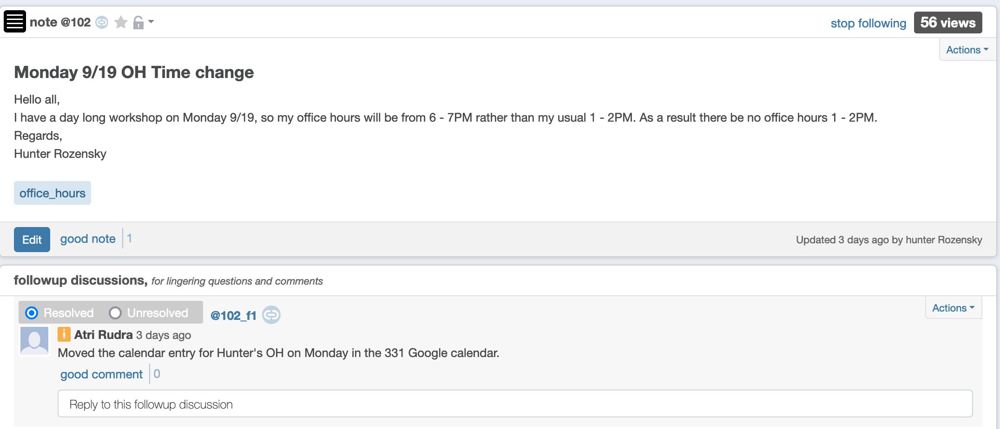 note @102
stop following
56 views
Actions
Monday 9/19 OH Time change
Hello all,
I have a day long workshop on Monday 9/19, so my office hours will be from 6 - 7PM rather than my usual 1 - 2PM. As a result there be no office hours 1 - 2PM.
Regards,
Hunter Rozensky
office_hours
Edit good note 1
Updated 3 days ago by hunter Rozensky
followup discussions, for lingering questions and comments
Resolved Unresolved @102_f1
Actions
i Atri Rudra 3 days ago
Moved the calendar entry for Hunter's OH on Monday in the 331 Google calendar.
good comment 0
Reply to this followup discussion